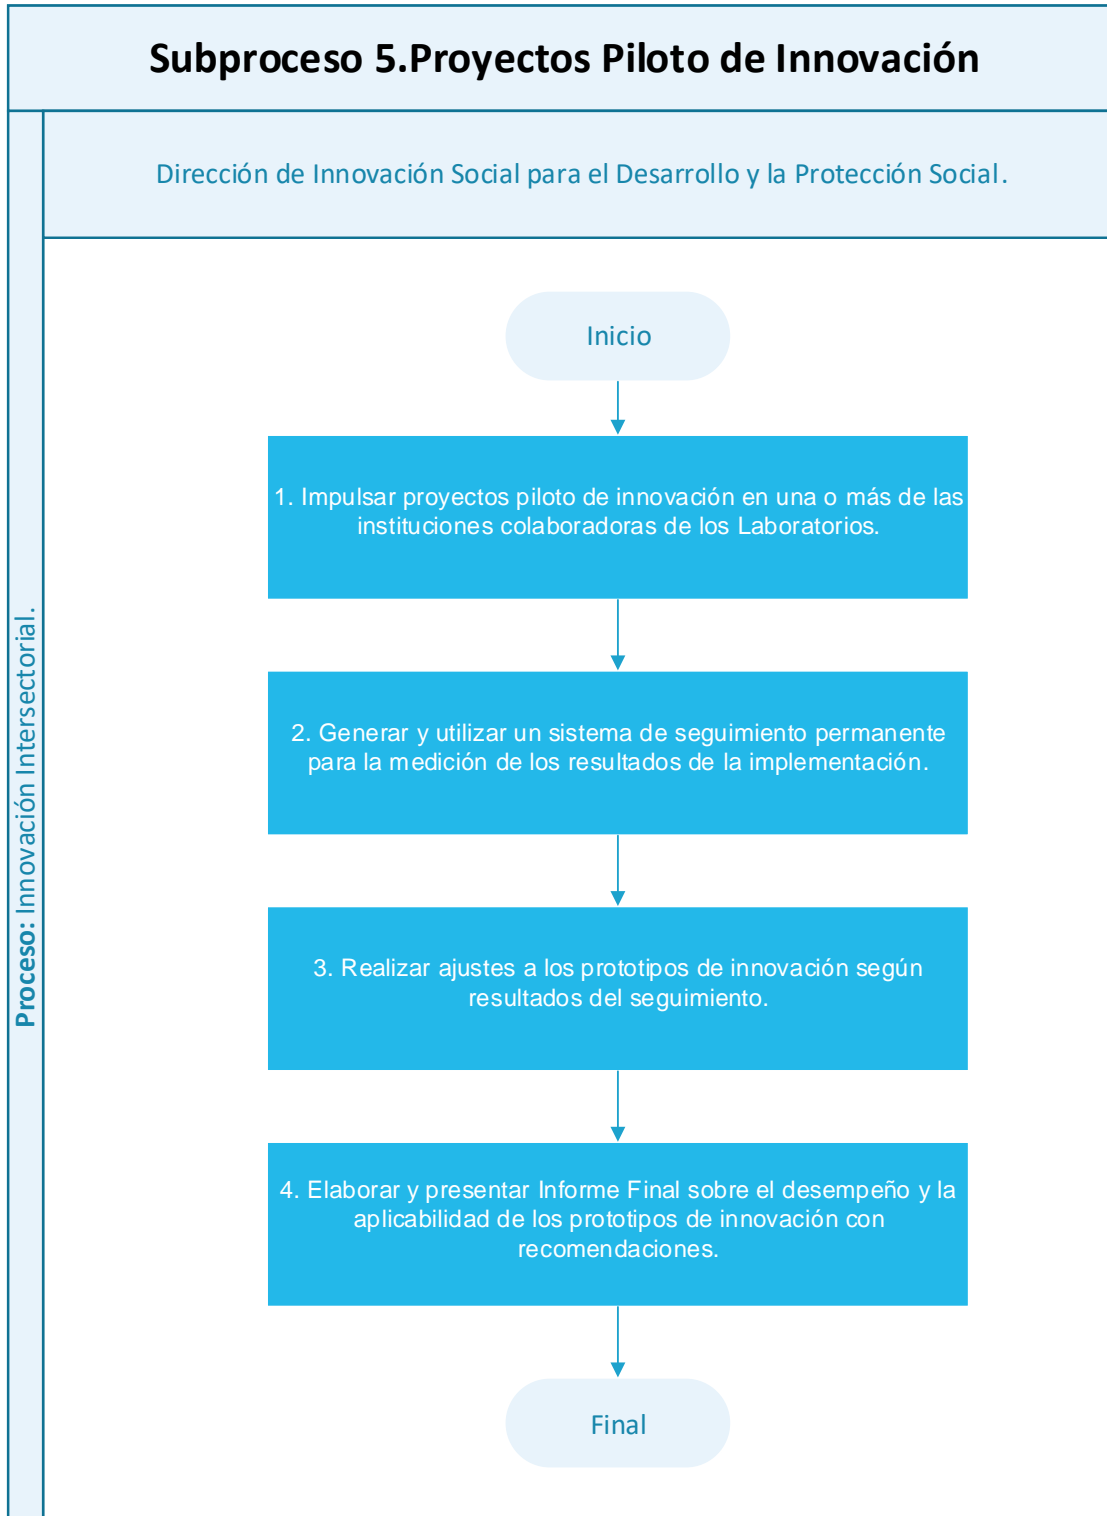 Subproceso 5.Proyectos Piloto de Innovación
Dirección de Innovación Social para el Desarrollo y la Protección Social.
Proceso: Innovación Intersectorial.
Inicio
1. Impulsar proyectos piloto de innovación en una o más de las
instituciones colaboradoras de los Laboratorios.
2. Generar y utilizar un sistema de seguimiento permanente
para la medición de los resultados de la implementación.
3. Realizar ajustes a los prototipos de innovación según
resultados del seguimiento.
4. Elaborar y presentar Informe Final sobre el desempeño y la
aplicabilidad de los prototipos de innovación con
recomendaciones.
Final